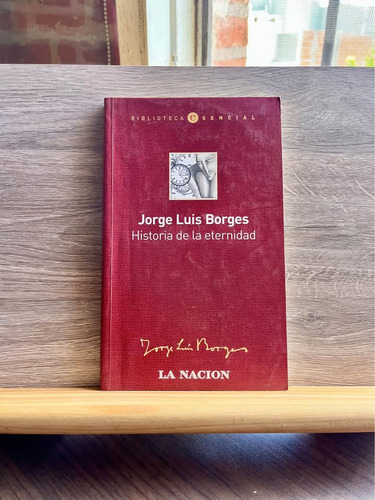 BIBLIOTECA ESENCIAL
Jorge Luis Borges
Historia de la eternidad
Jorge Luis Borges
LA NACION